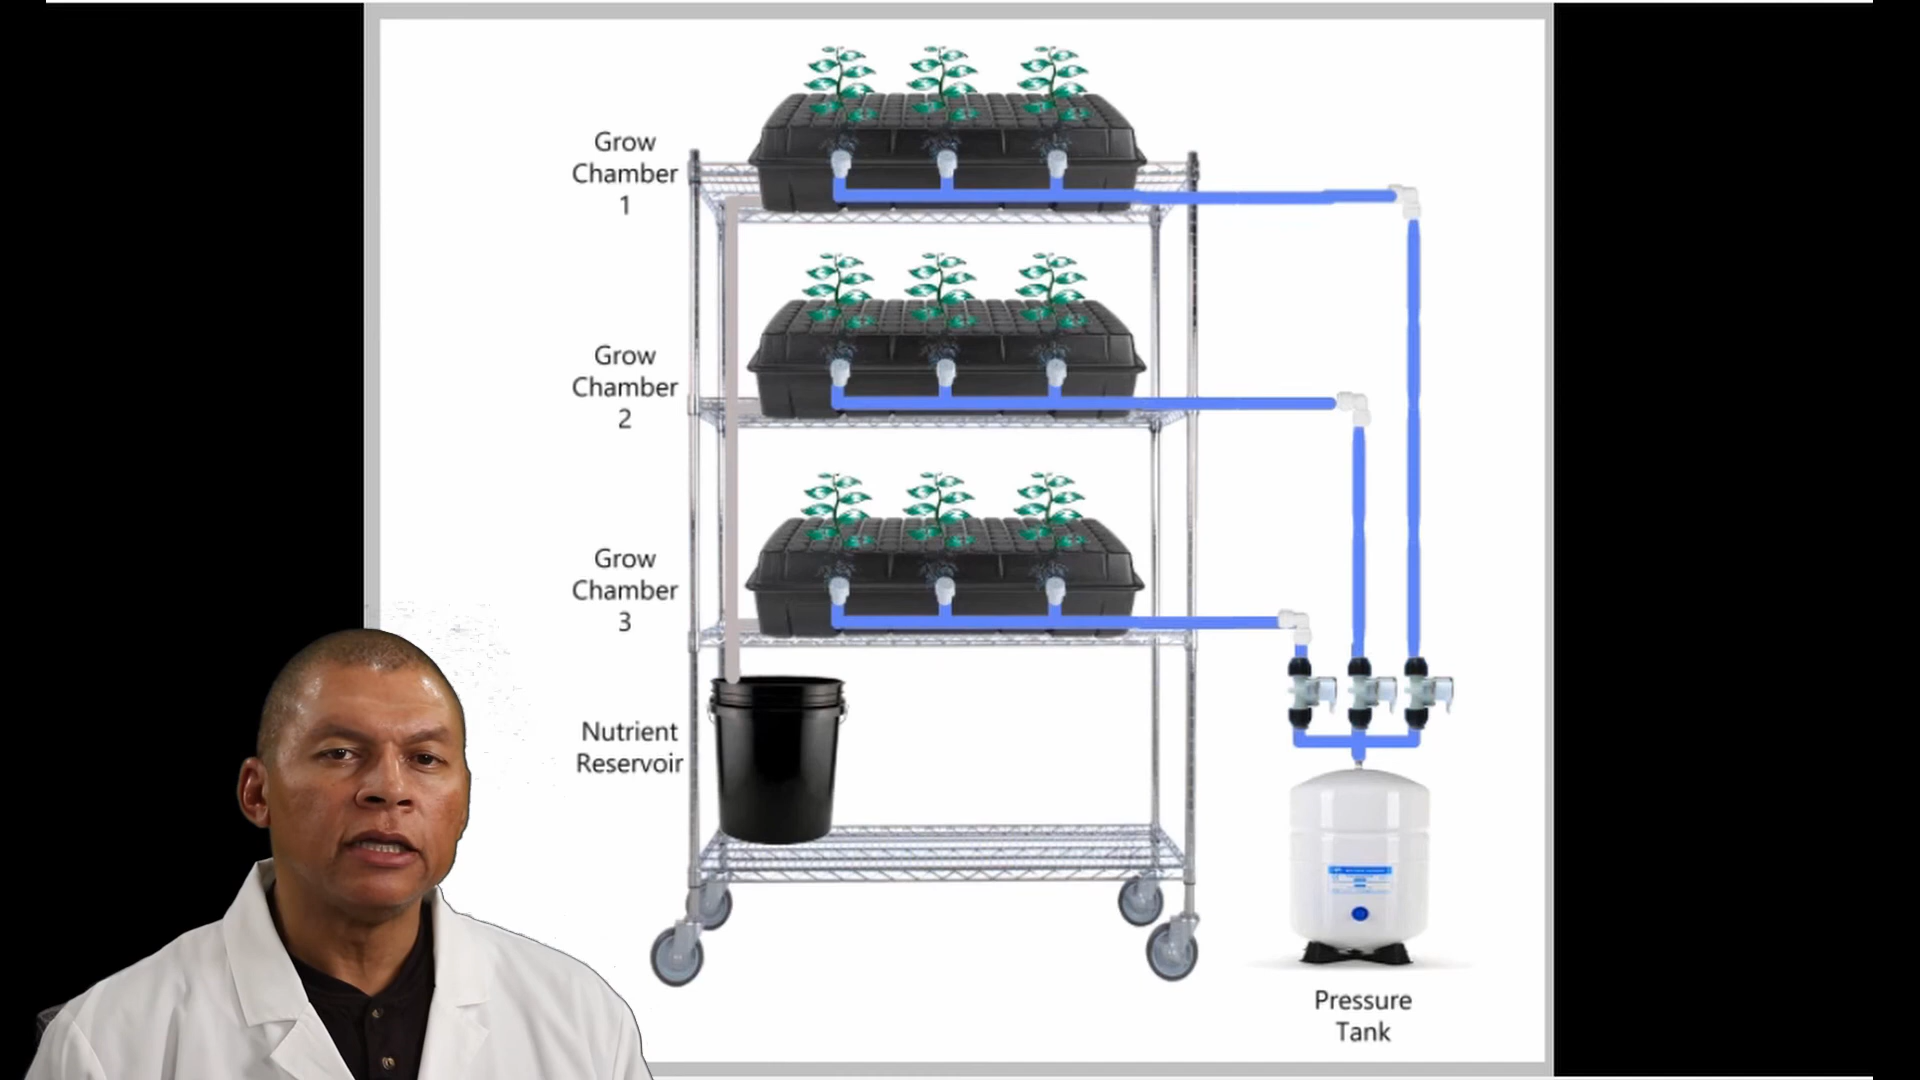 Grow
Chamber
1
Grow
Chamber
2
Grow
Chamber
3
Nutrient
Reservoir
Pressure
Tank